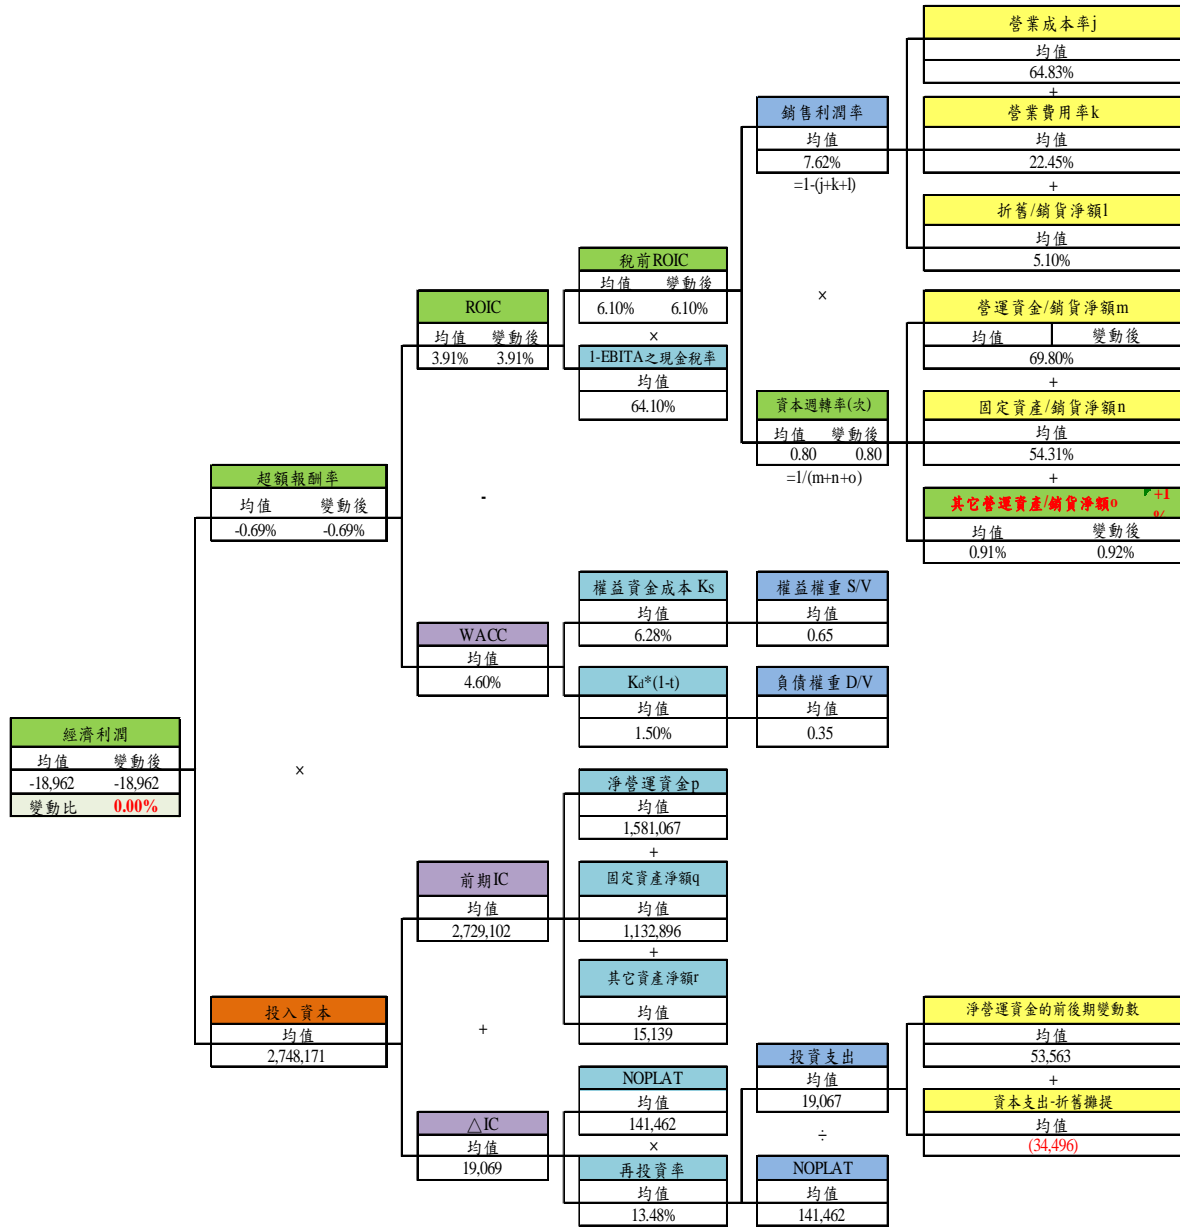 營業成本率j
均值
64.83%
+
營業費用率k
均值
22.45%
+
折舊/銷貨淨額l
均值
5.10%
銷售利潤率
均值
7.62%
=1-(j+k+l)
×
稅前ROIC
均值 變動後
6.10% 6.10%
×
1-EBITA之現金稅率
均值
64.10%
ROIC
均值 變動後
3.91% 3.91%
營運資金/銷貨淨額m
均值 變動後
69.80%
+
固定資產/銷貨淨額n
均值
54.31%
+
其它營運資產/銷貨淨額o +1%
均值 變動後
0.91% 0.92%
資本週轉率(次)
均值 變動後
0.80 0.80
=1/(m+n+o)
超額報酬率
均值 變動後
-0.69% -0.69%
-
權益資金成本 Ks
均值
6.28%
權益權重 S/V
均值
0.65
WACC
均值
4.60%
Kd*(1-t)
均值
1.50%
負債權重 D/V
均值
0.35
經濟利潤
均值 變動後
-18,962 -18,962
變動比 0.00%
×
淨營運資金p
均值
1,581,067
+
前期IC
均值
2,729,102
固定資產淨額q
均值
1,132,896
+
其它資產淨額r
均值
15,139
投入資本
均值
2,748,171
+
NOPLAT
均值
141,462
×
△IC
均值
19,069
再投資率
均值
13.48%
投資支出
均值
19,067
÷
NOPLAT
均值
141,462
淨營運資金的前後期變動數
均值
53,563
+
資本支出-折舊攤提
均值
(34,496)